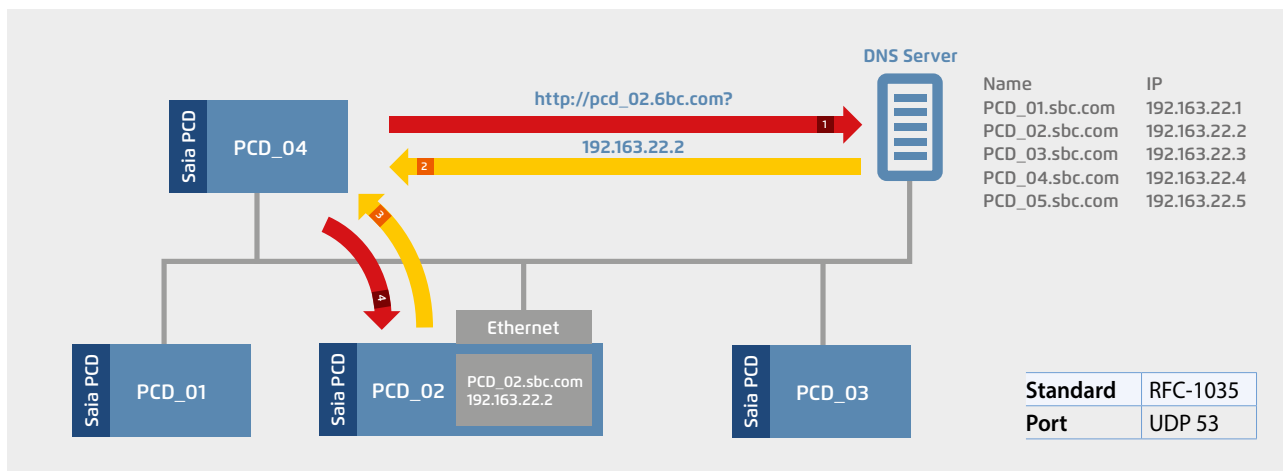 DNS Server
http://pcd_02.6bc.com?
1
192.163.22.2
2
Name IP
PCD_01.sbc.com 192.163.22.1
PCD_02.sbc.com 192.163.22.2
PCD_03.sbc.com 192.163.22.3
PCD_04.sbc.com 192.163.22.4
PCD_05.sbc.com 192.163.22.5
Saia PCD
PCD_04
3
4
Ethernet
Saia PCD
PCD_01
Saia PCD
PCD_02
PCD_02.sbc.com
192.163.22.2
Saia PCD
PCD_03
Standard RFC-1035
Port UDP 53